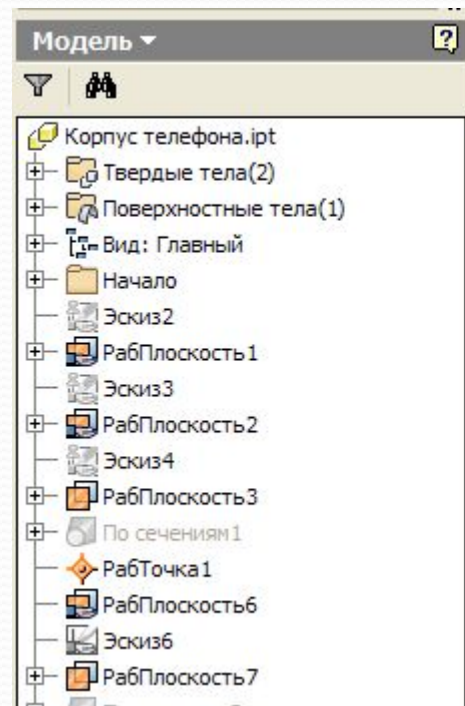 Модель
Корпус телефона.ipt
Твердые тела(2)
Поверхностные тела(1)
Вид: Главный
Начало
Эскиз2
РабПлоскость1
Эскиз3
РабПлоскость2
Эскиз4
РабПлоскость3
По сечениям1
РабТочка1
РабПлоскость6
Эскиз6
РабПлоскость7